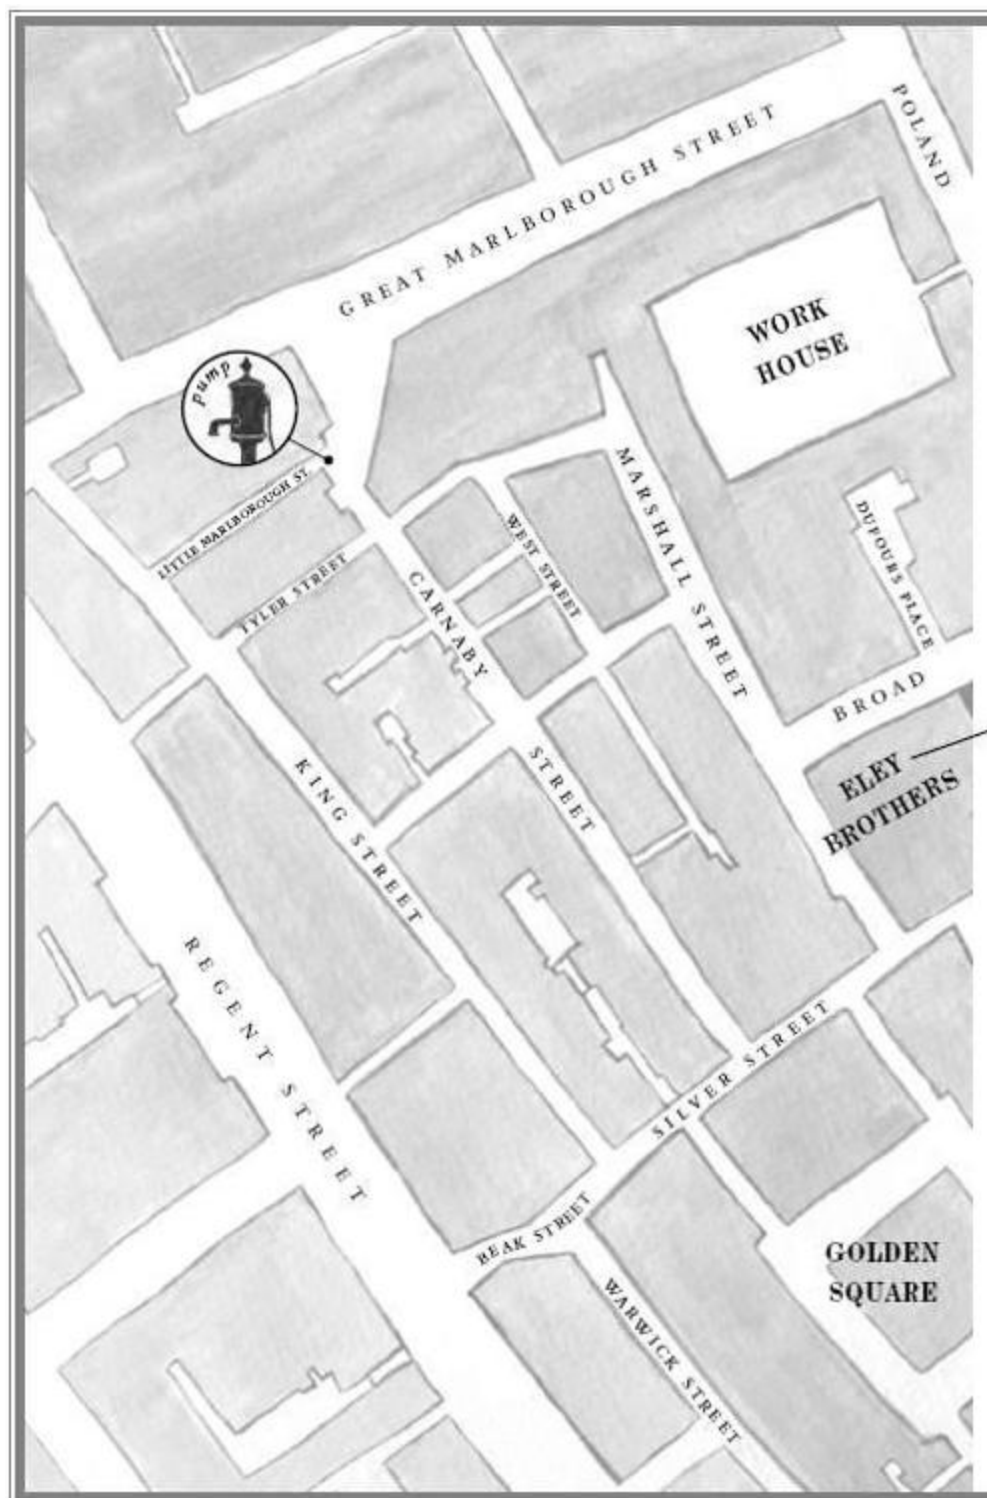 POLAND
GREAT MARLBOROUGH STREET
WORK
HOUSE
pump
LITTLE MARLBOROUGH ST.
TYLER STREET
CARNABY
STREET
WEST STREET
MARSHALL STREET
DUFOURS PLACE
BROAD
ELEY
BROTHERS
KING STREET
REGENT STREET
SILVER STREET
BEAK STREET
GOLDEN
SQUARE
WARWICK STREET